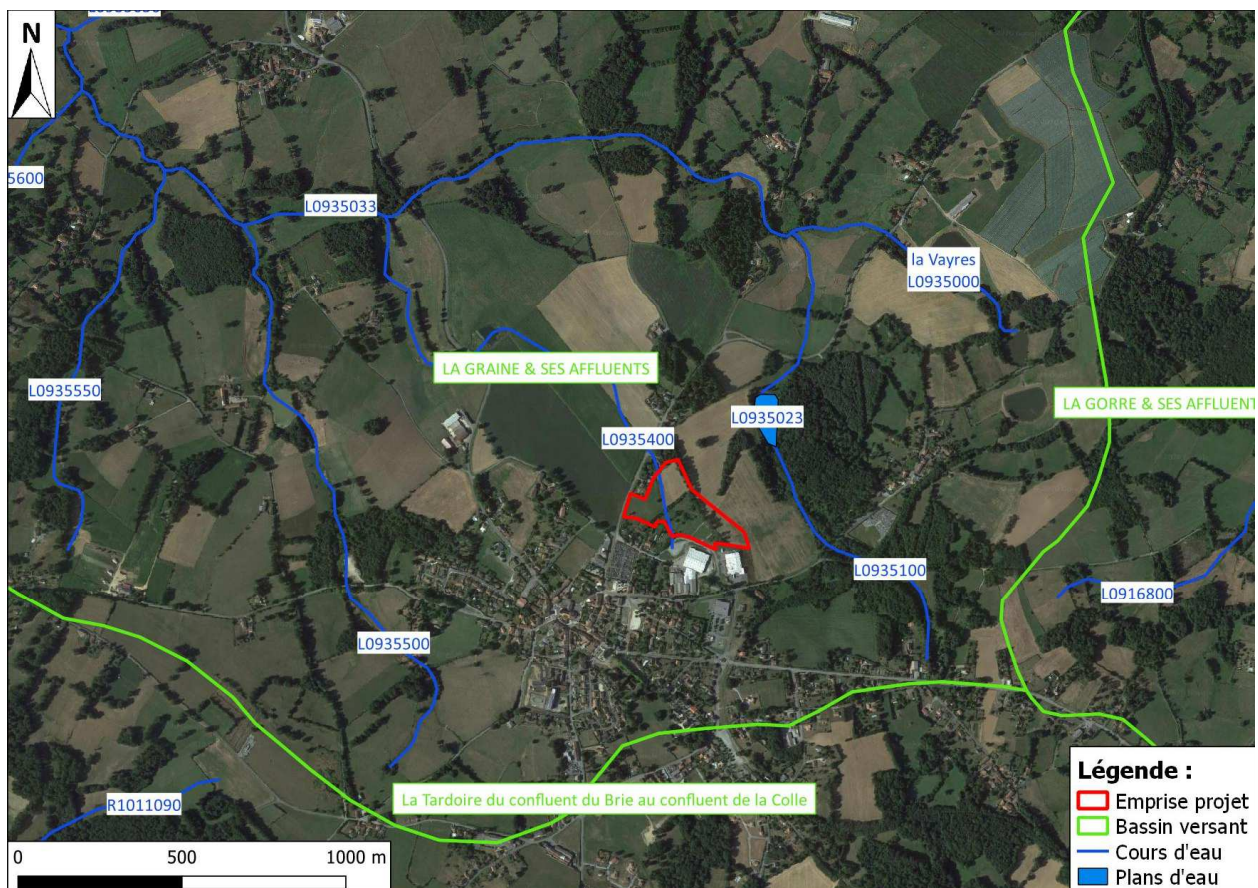 N
5600
L0935033
la Vayres
L0935000
LA GRAINE & SES AFFLUENTS
L0935550
LA GORRE & SES AFFLUENT
L0935023
L0935400
L0935100
L0916800
L0935500
La Tardoire du confluent du Brie au confluent de la Colle
R1011090
Légende :
Emprise projet
Bassin versant
Cours d'eau
Plans d'eau
0 500 1000 m